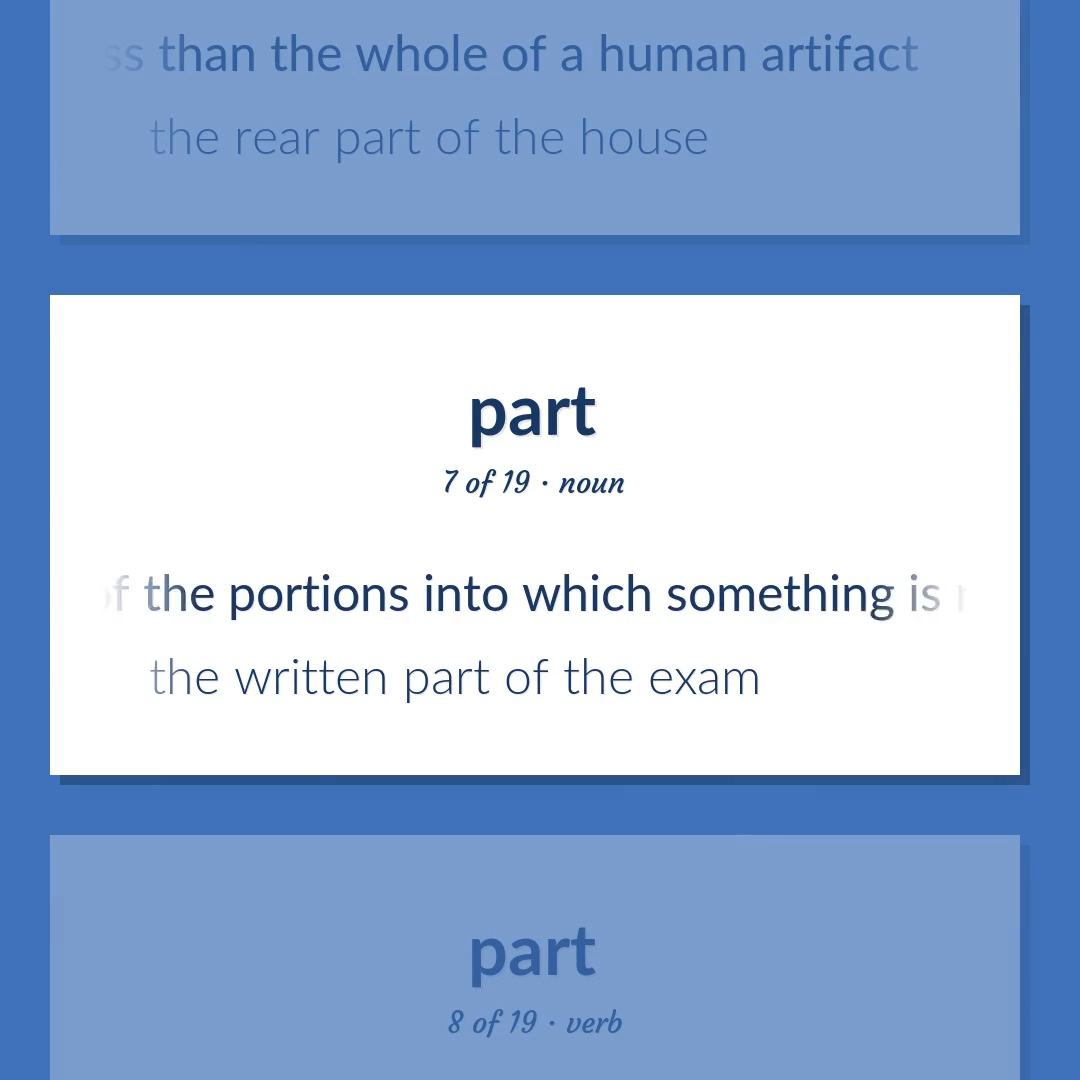 than the whole of a human artifact
the rear part of the house
part
7 of 19 · noun
of the portions into which something is
the written part of the exam
part
8 of 19 · verb